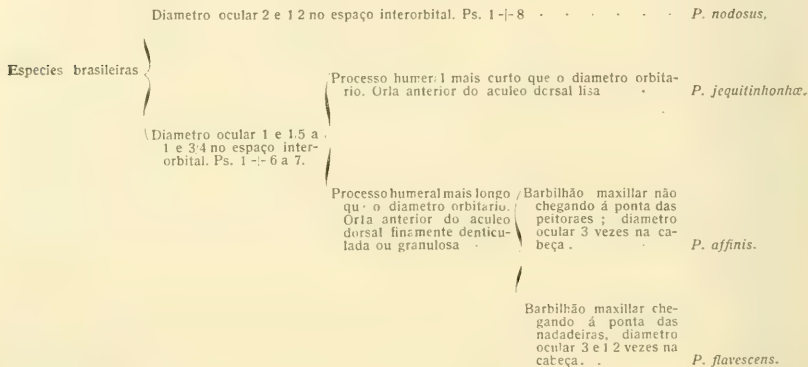 Diametro ocular 2 e 1 2 no espaço interorbital. Ps. 1 -|- 8 · · · · · · P. nodosus,
Especies brasileiras
Processo humer 1 mais curto que o diametro orbita-
rio. Orla anterior do aculeo dorsal lisa · P. jequitinhonhæ.
Diametro ocular 1 e 1.5 a
1 e 3/4 no espaço inter-
orbital. Ps. 1 -|- 6 a 7.
Processo humeral mais longo
qu · o diametro orbitario.
Orla anterior do aculeo
dorsal finamente denticu-
lada ou granulosa ·
Barbilhão maxillar não
chegando á ponta das
peitoraes ; diametro
ocular 3 vezes na ca-
beça . P. affinis.
Barbilhão maxillar che-
gando á ponta das
nadadeiras, diametro
ocular 3 e 1 2 vezes na
cabeça. . P. flavescens.